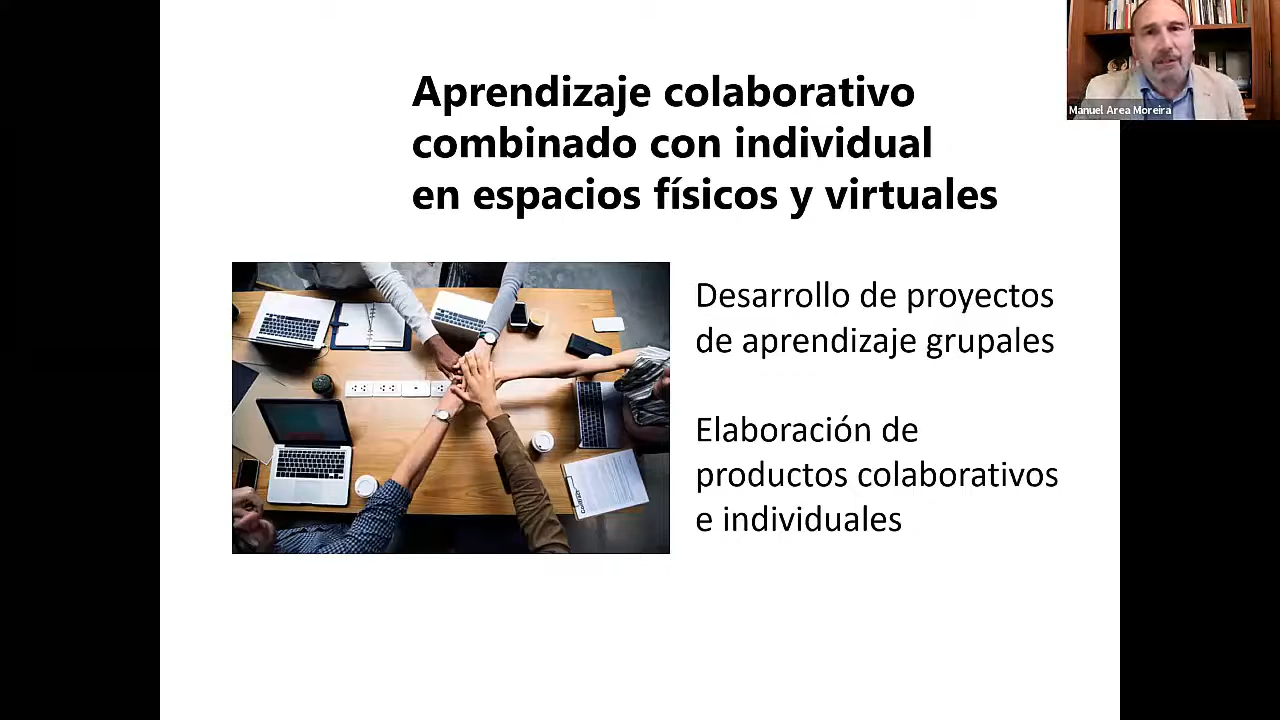 Aprendizaje colaborativo
combinado con individual
en espacios físicos y virtuales
Manuel Area Moreira
Desarrollo de proyectos
de aprendizaje grupales
Elaboración de
productos colaborativos
e individuales
Contract